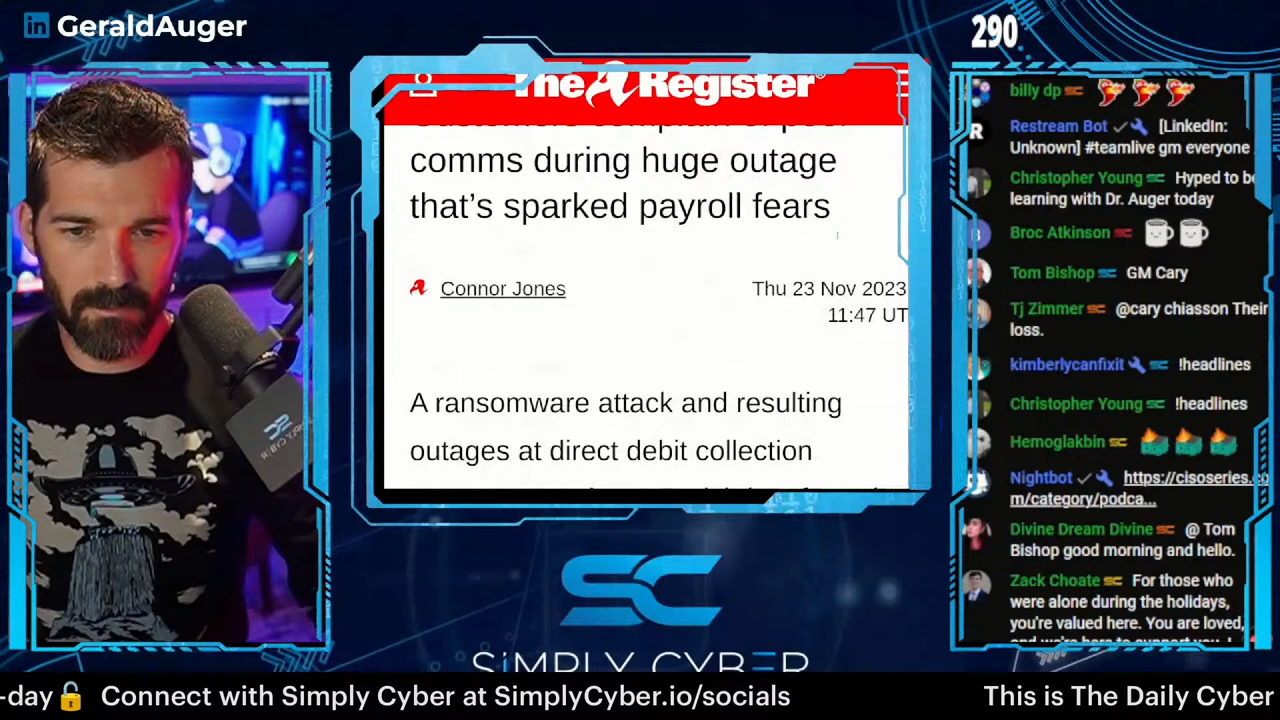 in GeraldAuger
290
The Register®
comms during huge outage
that's sparked payroll fears
Connor Jones
Thu 23 Nov 2023
11:47 UT
A ransomware attack and resulting
outages at direct debit collection
billy dp
Restream Bot [LinkedIn:
Unknown] #teamlive gm everyone
Christopher Young Hyped to be
learning with Dr. Auger today
Broc Atkinson
Tom Bishop GM Cary
Tj Zimmer @cary chiasson Their
loss.
kimberlycanfixit !headlines
Christopher Young !headlines
Hemoglakbin
Nightbot https://cisoseries.co
m/category/podca...
Divine Dream Divine @ Tom
Bishop good morning and hello.
Zack Choate For those who
were alone during the holidays,
you're valued here. You are loved,
SC
SIMPLY CYBER
SIMPLY CYBER
-day Connect with Simply Cyber at SimplyCyber.io/socials
This is The Daily Cyber